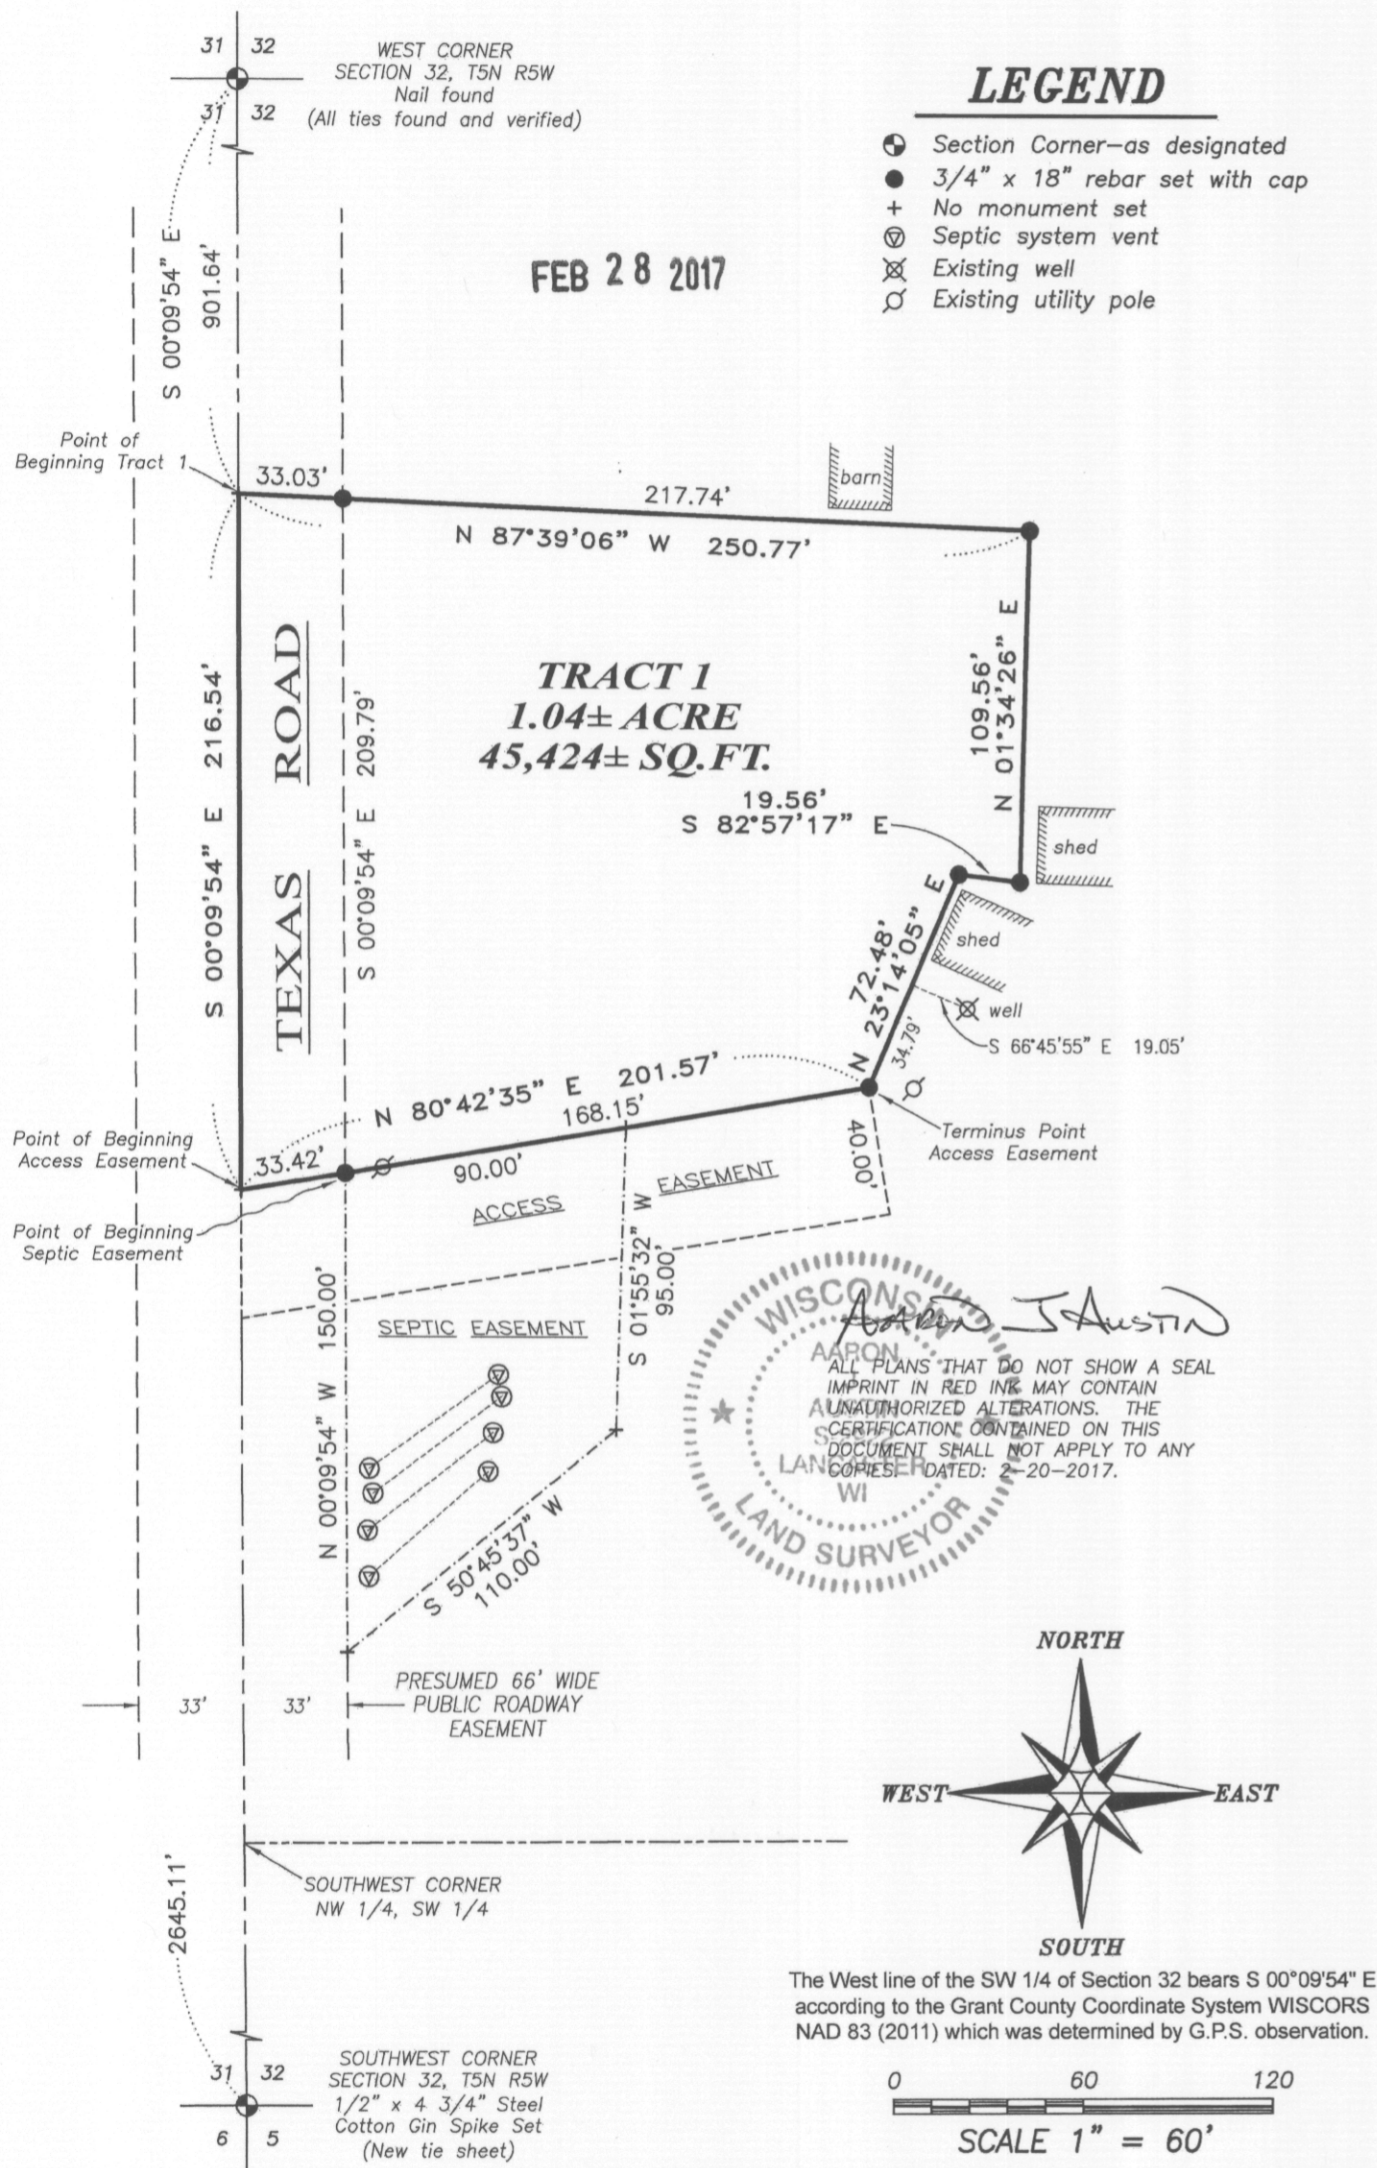 31 32
WEST CORNER
SECTION 32, T5N R5W
Nail found
(All ties found and verified)
31 32
LEGEND
Section Corner-as designated
3/4" x 18" rebar set with cap
No monument set
Septic system vent
Existing well
Existing utility pole
FEB 28 2017
S 00°09'54" E
901.64'
Point of
Beginning Tract 1
33.03'
217.74'
barn
N 87°39'06" W 250.77'
S 00°09'54" E 216.54'
TEXAS ROAD
S 00°09'54" E 209.79'
TRACT 1
1.04± ACRE
45,424± SQ.FT.
109.56'
N 01°34'26" E
19.56'
S 82°57'17" E
shed
shed
72.48'
N 23°14'05" E
34.79'
well
S 66°45'55" E 19.05'
N 80°42'35" E 201.57'
168.15'
Terminus Point
Access Easement
Point of Beginning
Access Easement
33.42'
90.00'
40.00'
ACCESS EASEMENT
Point of Beginning
Septic Easement
N 00°09'54" W 150.00'
SEPTIC EASEMENT
S 01°55'32" W
95.00'
S 50°45'37" W
110.00'
AARON J AUSTIN
WISCONSIN
AARON
J
AUSTIN
LANCASTER
WI
LAND SURVEYOR
ALL PLANS THAT DO NOT SHOW A SEAL
IMPRINT IN RED INK MAY CONTAIN
UNAUTHORIZED ALTERATIONS. THE
CERTIFICATION CONTAINED ON THIS
DOCUMENT SHALL NOT APPLY TO ANY
COPIES. DATED: 2-20-2017.
33' 33'
PRESUMED 66' WIDE
PUBLIC ROADWAY
EASEMENT
NORTH
WEST EAST
SOUTH
2645.11'
SOUTHWEST CORNER
NW 1/4, SW 1/4
The West line of the SW 1/4 of Section 32 bears S 00°09'54" E
according to the Grant County Coordinate System WISCORS
NAD 83 (2011) which was determined by G.P.S. observation.
31 32
6 5
SOUTHWEST CORNER
SECTION 32, T5N R5W
1/2" x 4 3/4" Steel
Cotton Gin Spike Set
(New tie sheet)
0 60 120
SCALE 1" = 60'